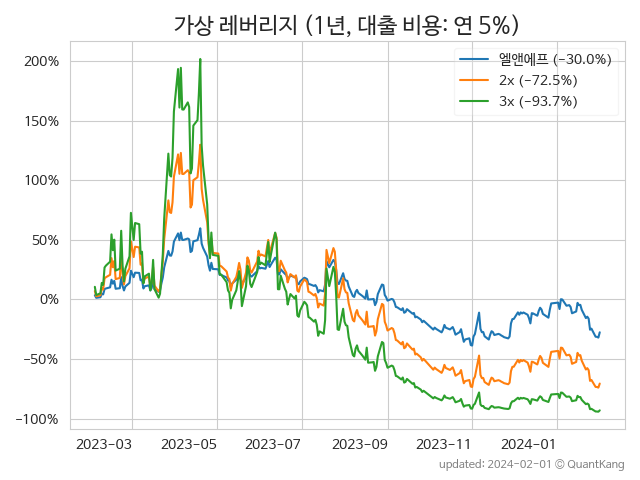 가상 레버리지 (1년, 대출 비용: 연 5%)
엘앤에프 (−30.0%)
2x (−72.5%)
3x (−93.7%)
200%
150%
100%
50%
0%
−50%
−100%
2023-03 2023-05 2023-07 2023-09 2023-11 2024-01
updated: 2024-02-01 © QuantKang